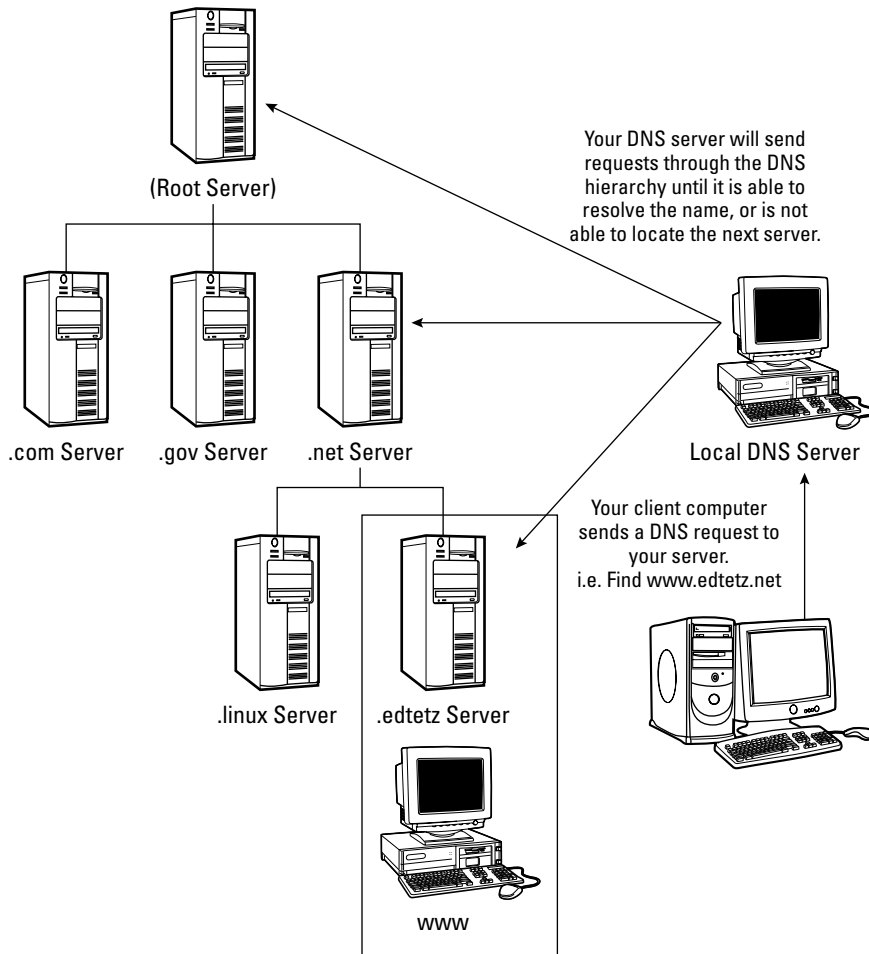 Your DNS server will send
requests through the DNS
hierarchy until it is able to
resolve the name, or is not
able to locate the next server.
(Root Server)
.com Server
.gov Server
.net Server
Local DNS Server
Your client computer
sends a DNS request to
your server.
i.e. Find www.edtetz.net
.linux Server
.edtetz Server
www